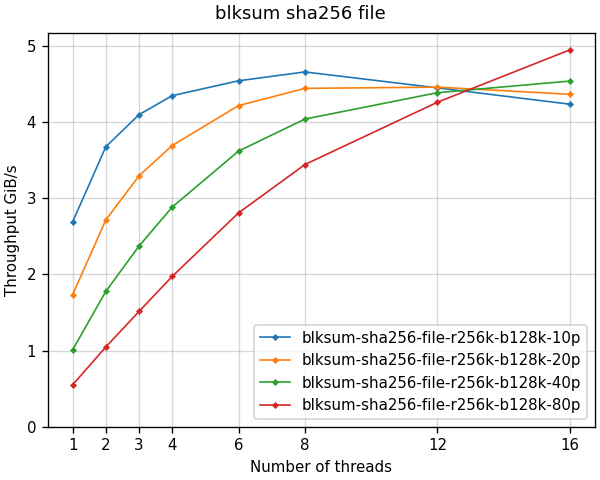 blksum sha256 file
Throughput GiB/s
5
4
3
2
1
0
blksum-sha256-file-r256k-b128k-10p
blksum-sha256-file-r256k-b128k-20p
blksum-sha256-file-r256k-b128k-40p
blksum-sha256-file-r256k-b128k-80p
1 2 3 4 6 8 12 16
Number of threads